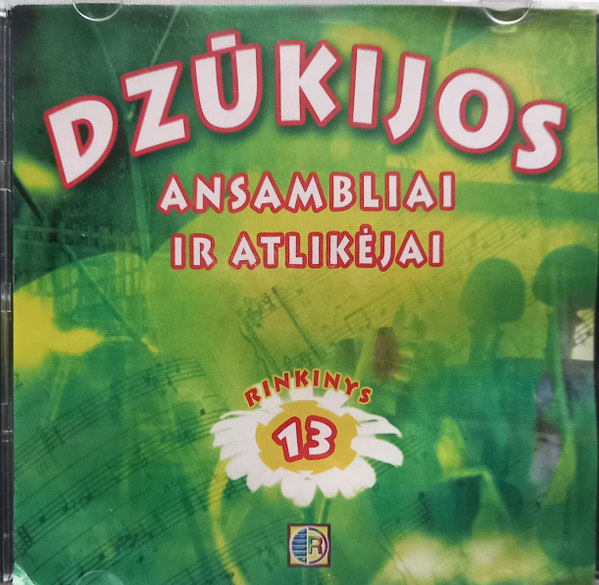 DZŪKIJOS
ANSAMBLIAI
IR ATLIKĖJAI
RINKINYS
13
R